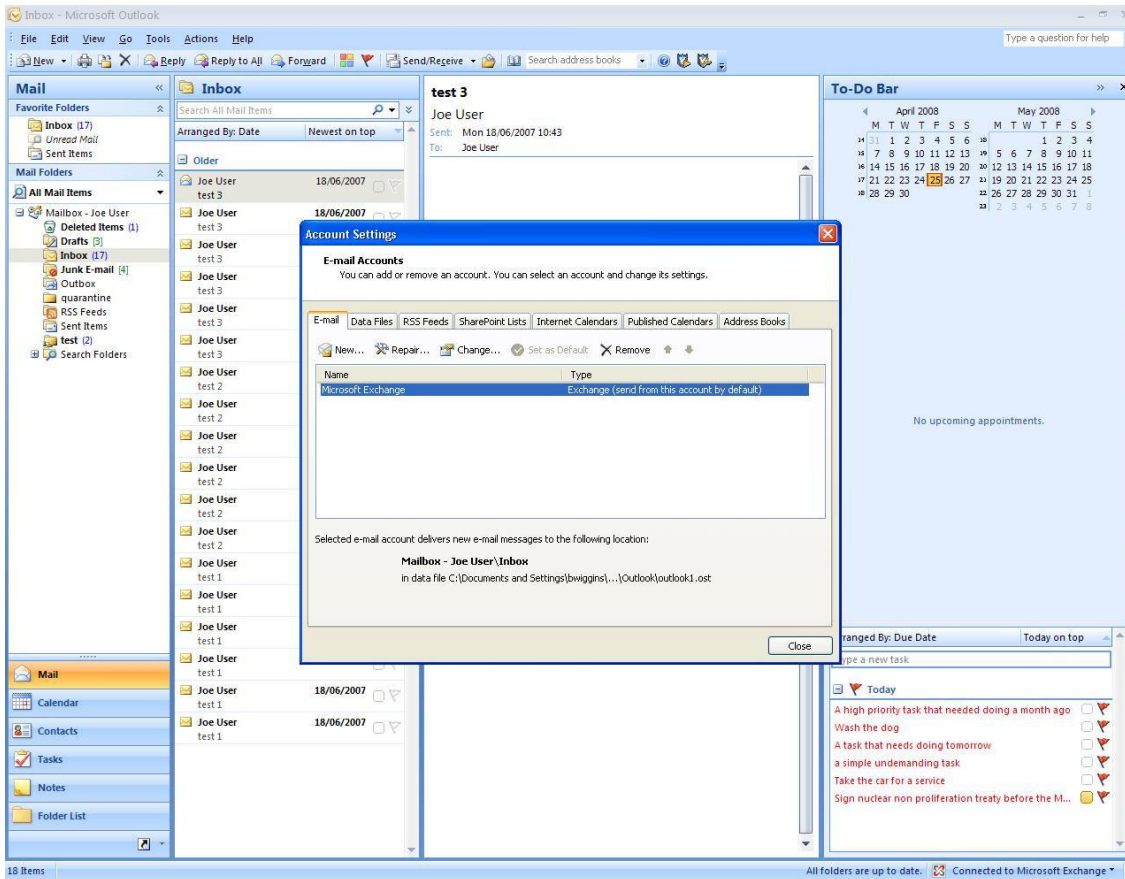 Inbox - Microsoft Outlook
File Edit View Go Tools Actions Help
Type a question for help
New Reply Reply to All Forward Send/Receive Search address books
Mail
Favorite Folders
Inbox (17)
Unread Mail
Sent Items
Mail Folders
All Mail Items
Mailbox - Joe User
Deleted Items (1)
Drafts [3]
Inbox (17)
Junk E-mail [4]
Outbox
quarantine
RSS Feeds
Sent Items
test (2)
Search Folders
Mail
Calendar
Contacts
Tasks
Notes
Folder List
Inbox
Search All Mail Items
Arranged By: Date Newest on top
Older
Joe User 18/06/2007
test 3
Joe User 18/06/2007
test 3
Joe User
test 3
Joe User
test 3
Joe User
test 3
Joe User
test 3
Joe User
test 2
Joe User
test 2
Joe User
test 2
Joe User
test 2
Joe User
test 2
Joe User
test 2
Joe User
test 1
Joe User
test 1
Joe User
test 1
Joe User
test 1
Joe User 18/06/2007
test 1
Joe User 18/06/2007
test 1
test 3
Joe User
Sent: Mon 18/06/2007 10:43
To: Joe User
Account Settings
E-mail Accounts
You can add or remove an account. You can select an account and change its settings.
E-mail Data Files RSS Feeds SharePoint Lists Internet Calendars Published Calendars Address Books
New... Repair... Change... Set as Default Remove
Name Type
Microsoft Exchange Exchange (send from this account by default)
Selected e-mail account delivers new e-mail messages to the following location:
Mailbox - Joe User\Inbox
in data file C:\Documents and Settings\bwiggins\...\Outlook\outlook1.ost
Close
To-Do Bar
April 2008
M T W T F S S
14 31 1 2 3 4 5 6
15 7 8 9 10 11 12 13
16 14 15 16 17 18 19 20
17 21 22 23 24 25 26 27
18 28 29 30
May 2008
M T W T F S S
18 1 2 3 4
19 5 6 7 8 9 10 11
20 12 13 14 15 16 17 18
21 19 20 21 22 23 24 25
22 26 27 28 29 30 31 1
23 2 3 4 5 6 7 8
No upcoming appointments.
rranged By: Due Date Today on top
ype a new task
Today
A high priority task that needed doing a month ago
Wash the dog
A task that needs doing tomorrow
a simple undemanding task
Take the car for a service
Sign nuclear non proliferation treaty before the M...
18 Items
All folders are up to date. Connected to Microsoft Exchange